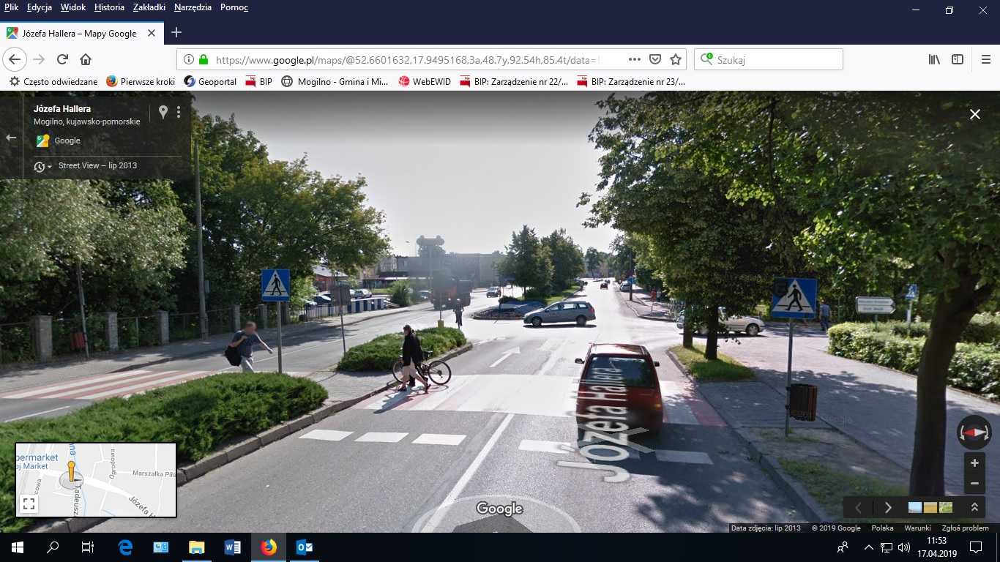 Plik Edycja Widok Historia Zakładki Narzędzia Pomoc
Józefa Hallera – Mapy Google
https://www.google.pl/maps/@52.6601632,17.9495168,3a,48.7y,92.54h,85.4t/data=!
Szukaj
Często odwiedzane Pierwsze kroki Geoportal BIP Mogilno - Gmina i Mi... WebEWID BIP: Zarządzenie nr 22/... BIP: Zarządzenie nr 23/...
Józefa Hallera
Mogilno, kujawsko-pomorskie
Google
Street View – lip 2013
Józefa Hallera
permarket
oj Market
Ogrodowa
Marszałka Piłs
Tadeusz
Józefa H
Google
Data zdjęcia: lip 2013 © 2019 Google Polska Warunki Zgłoś problem
11:53
17.04.2019